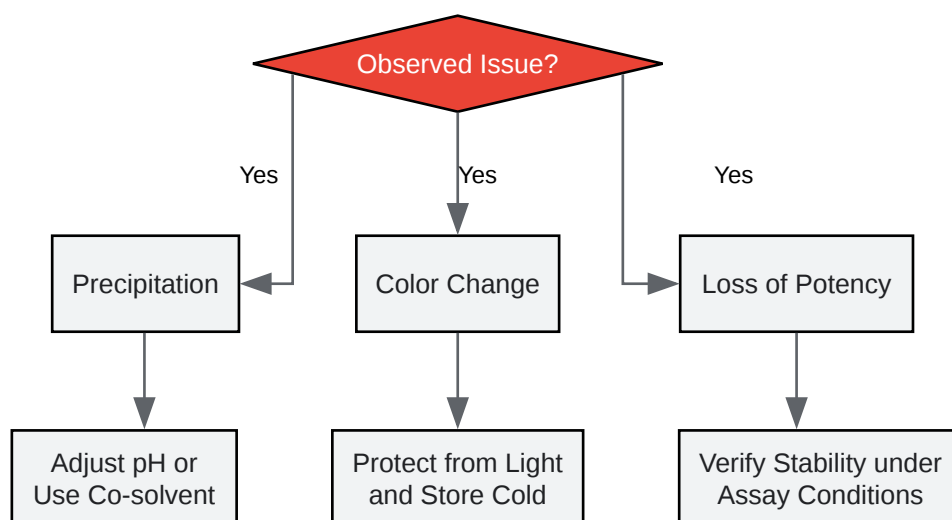 Observed Issue?
Yes
Yes
Yes
Precipitation
Color Change
Loss of Potency
Adjust pH or
Use Co-solvent
Protect from Light
and Store Cold
Verify Stability under
Assay Conditions